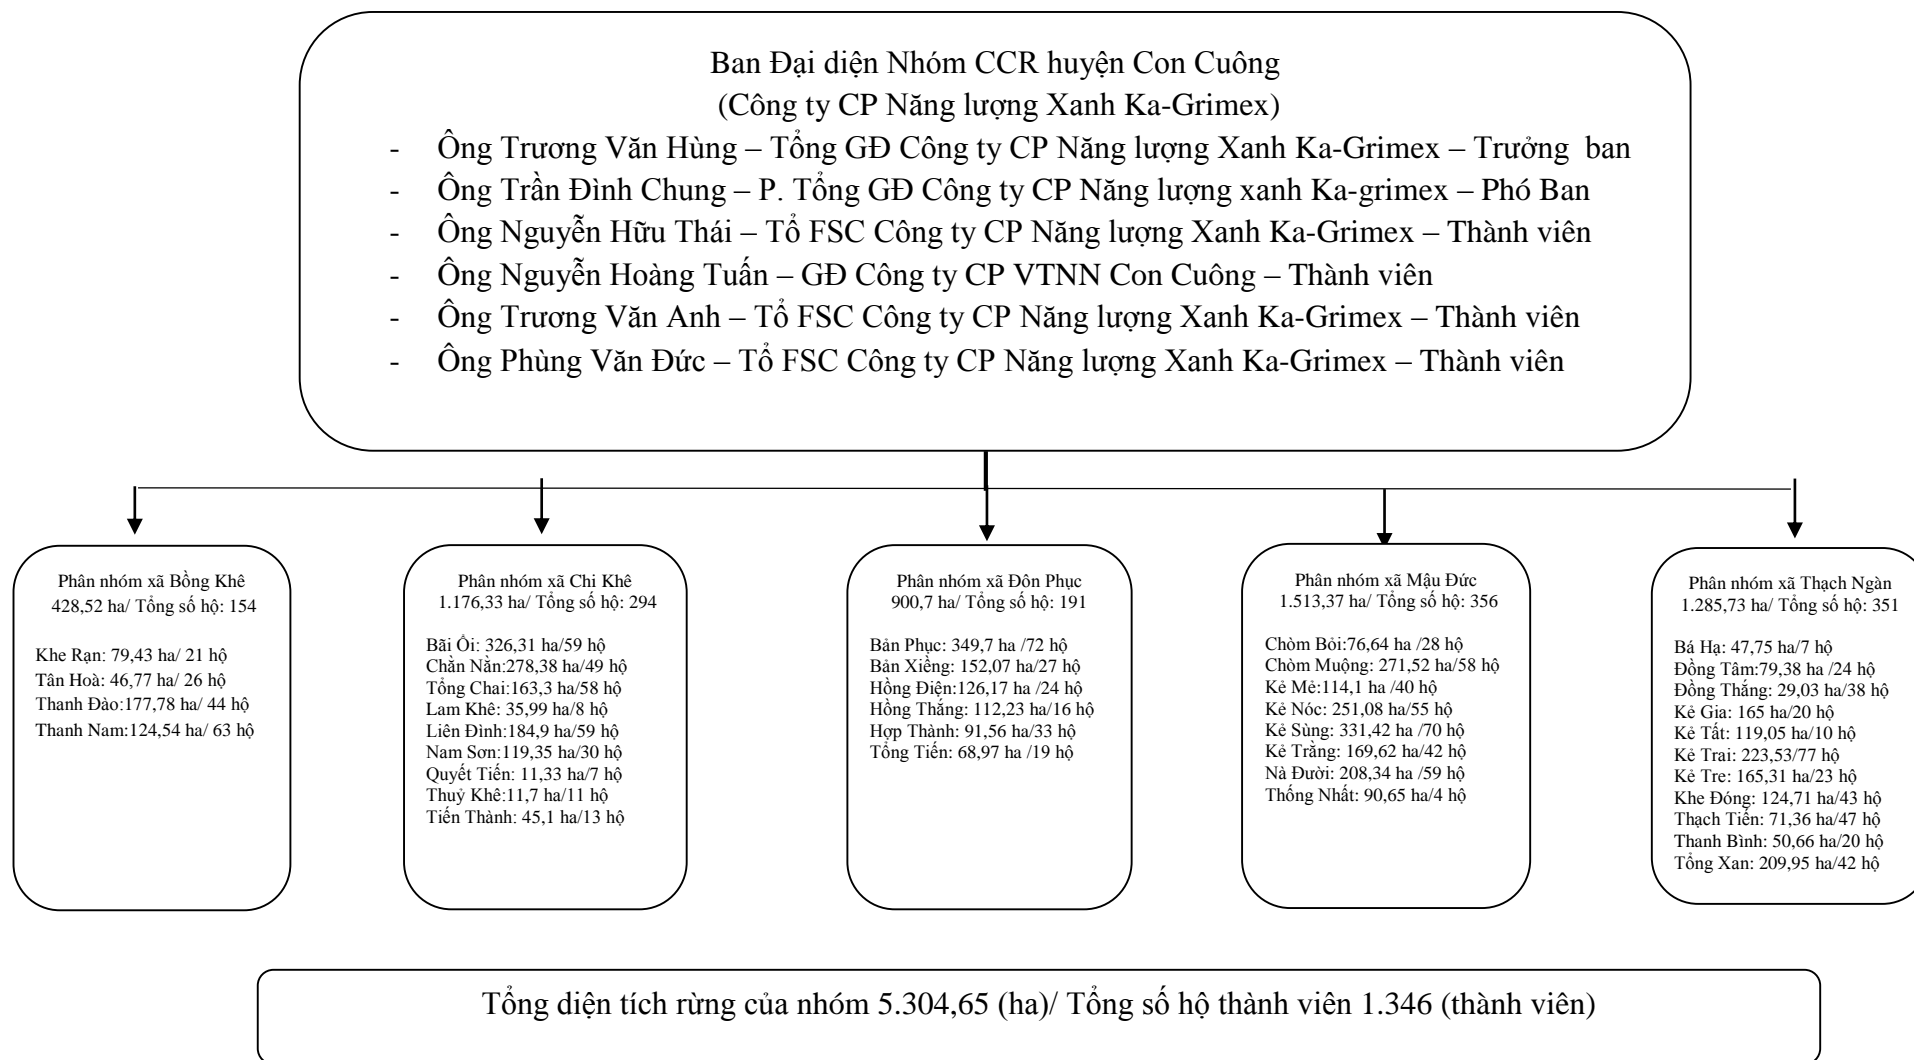 Ban Đại diện Nhóm CCR huyện Con Cuông
(Công ty CP Năng lượng Xanh Ka-Grimex)
- Ông Trương Văn Hùng – Tổng GĐ Công ty CP Năng lượng Xanh Ka-Grimex – Trưởng ban
- Ông Trần Đình Chung – P. Tổng GĐ Công ty CP Năng lượng xanh Ka-grimex – Phó Ban
- Ông Nguyễn Hữu Thái – Tổ FSC Công ty CP Năng lượng Xanh Ka-Grimex – Thành viên
- Ông Nguyễn Hoàng Tuấn – GĐ Công ty CP VTNN Con Cuông – Thành viên
- Ông Trương Văn Anh – Tổ FSC Công ty CP Năng lượng Xanh Ka-Grimex – Thành viên
- Ông Phùng Văn Đức – Tổ FSC Công ty CP Năng lượng Xanh Ka-Grimex – Thành viên
Phân nhóm xã Bồng Khê
428,52 ha/ Tổng số hộ: 154
Khe Rạn: 79,43 ha/ 21 hộ
Tân Hoà: 46,77 ha/ 26 hộ
Thanh Đào:177,78 ha/ 44 hộ
Thanh Nam:124,54 ha/ 63 hộ
Phân nhóm xã Chi Khê
1.176,33 ha/ Tổng số hộ: 294
Bãi Ổi: 326,31 ha/59 hộ
Chằn Nằn:278,38 ha/49 hộ
Tổng Chai:163,3 ha/58 hộ
Lam Khê: 35,99 ha/8 hộ
Liên Đình:184,9 ha/59 hộ
Nam Sơn:119,35 ha/30 hộ
Quyết Tiến: 11,33 ha/7 hộ
Thuỷ Khê:11,7 ha/11 hộ
Tiến Thành: 45,1 ha/13 hộ
Phân nhóm xã Đôn Phục
900,7 ha/ Tổng số hộ: 191
Bản Phục: 349,7 ha /72 hộ
Bản Xiềng: 152,07 ha/27 hộ
Hồng Điện:126,17 ha /24 hộ
Hồng Thắng: 112,23 ha/16 hộ
Hợp Thành: 91,56 ha/33 hộ
Tổng Tiến: 68,97 ha /19 hộ
Phân nhóm xã Mậu Đức
1.513,37 ha/ Tổng số hộ: 356
Chòm Bỏi:76,64 ha /28 hộ
Chòm Muộng: 271,52 ha/58 hộ
Kẻ Mẻ:114,1 ha /40 hộ
Kẻ Nóc: 251,08 ha/55 hộ
Kẻ Sùng: 331,42 ha /70 hộ
Kẻ Trằng: 169,62 ha/42 hộ
Nà Đười: 208,34 ha /59 hộ
Thống Nhất: 90,65 ha/4 hộ
Phân nhóm xã Thạch Ngàn
1.285,73 ha/ Tổng số hộ: 351
Bá Hạ: 47,75 ha/7 hộ
Đồng Tâm:79,38 ha /24 hộ
Đồng Thắng: 29,03 ha/38 hộ
Kẻ Gia: 165 ha/20 hộ
Kẻ Tất: 119,05 ha/10 hộ
Kẻ Trai: 223,53/77 hộ
Kẻ Tre: 165,31 ha/23 hộ
Khe Đóng: 124,71 ha/43 hộ
Thạch Tiến: 71,36 ha/47 hộ
Thanh Bình: 50,66 ha/20 hộ
Tổng Xan: 209,95 ha/42 hộ
Tổng diện tích rừng của nhóm 5.304,65 (ha)/ Tổng số hộ thành viên 1.346 (thành viên)